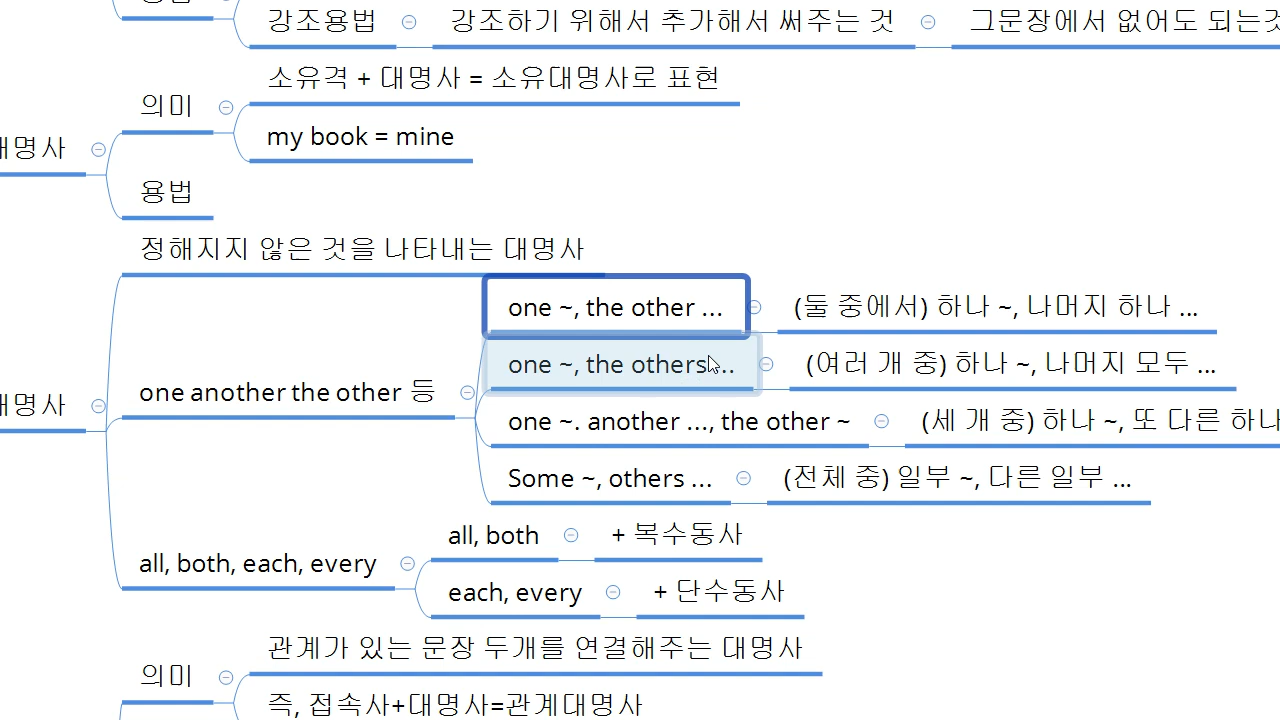 강조용법
강조하기 위해서 추가해서 써주는 것
그문장에서 없어도 되는것
소유격 + 대명사 = 소유대명사로 표현
의미
my book = mine
대명사
용법
정해지지 않은 것을 나타내는 대명사
one ~, the other ...
(둘 중에서) 하나 ~, 나머지 하나 ...
one ~, the others ...
(여러 개 중) 하나 ~, 나머지 모두 ...
one another the other 등
대명사
one ~. another ..., the other ~
(세 개 중) 하나 ~, 또 다른 하나
Some ~, others ...
(전체 중) 일부 ~, 다른 일부 ...
all, both
+ 복수동사
all, both, each, every
each, every
+ 단수동사
관계가 있는 문장 두개를 연결해주는 대명사
의미
즉, 접속사+대명사=관계대명사